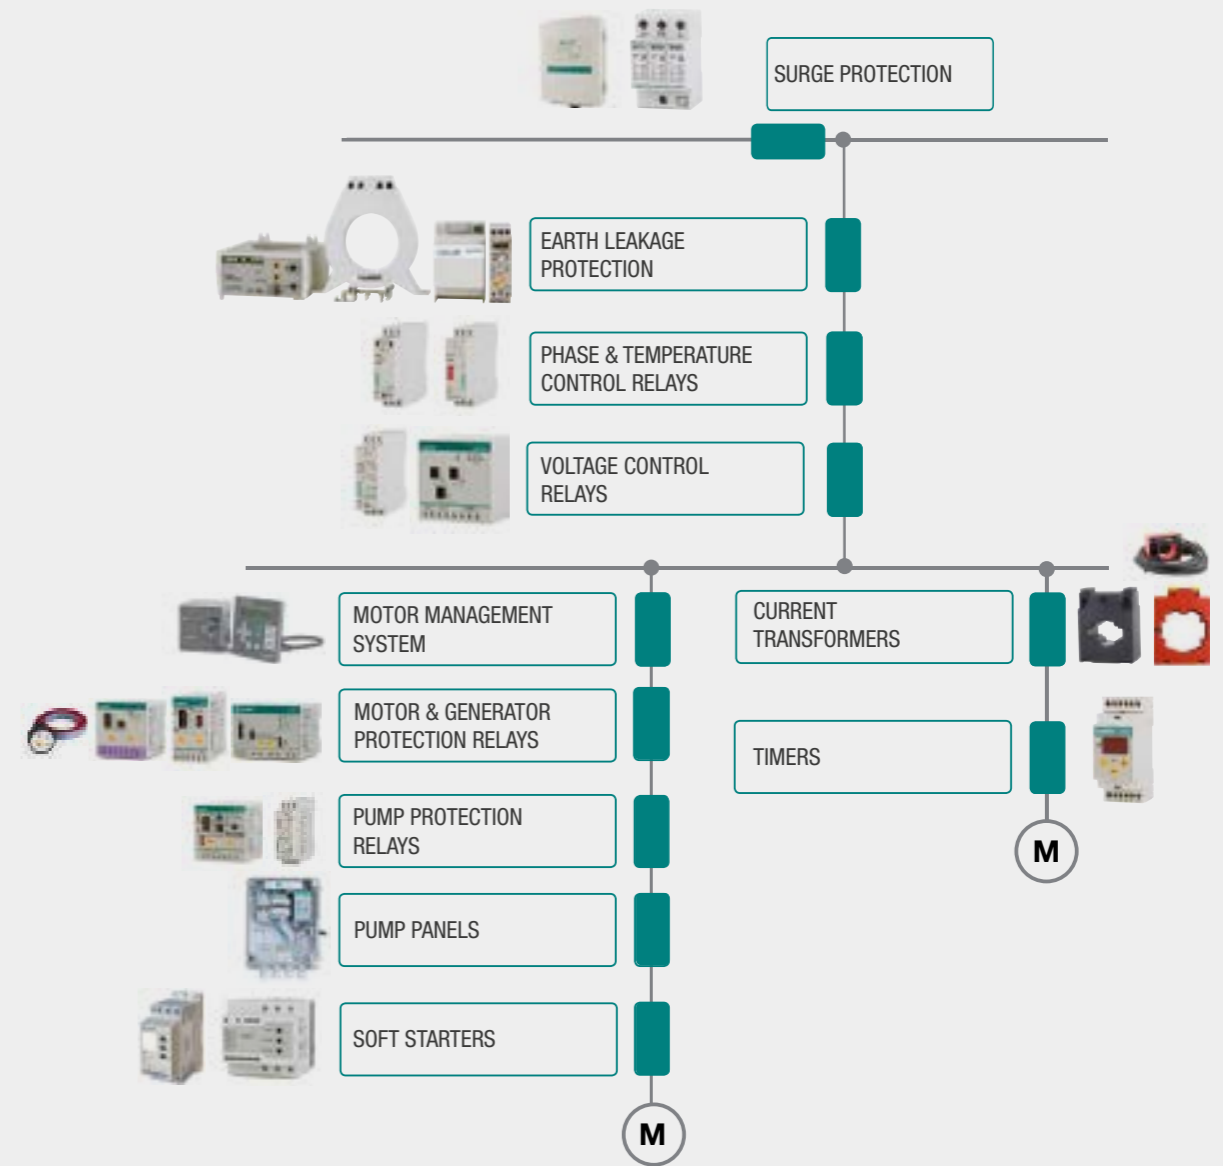 SURGE PROTECTION
EARTH LEAKAGE
PROTECTION
PHASE & TEMPERATURE
CONTROL RELAYS
VOLTAGE CONTROL
RELAYS
MOTOR MANAGEMENT
SYSTEM
MOTOR & GENERATOR
PROTECTION RELAYS
PUMP PROTECTION
RELAYS
PUMP PANELS
SOFT STARTERS
M
CURRENT
TRANSFORMERS
TIMERS
M